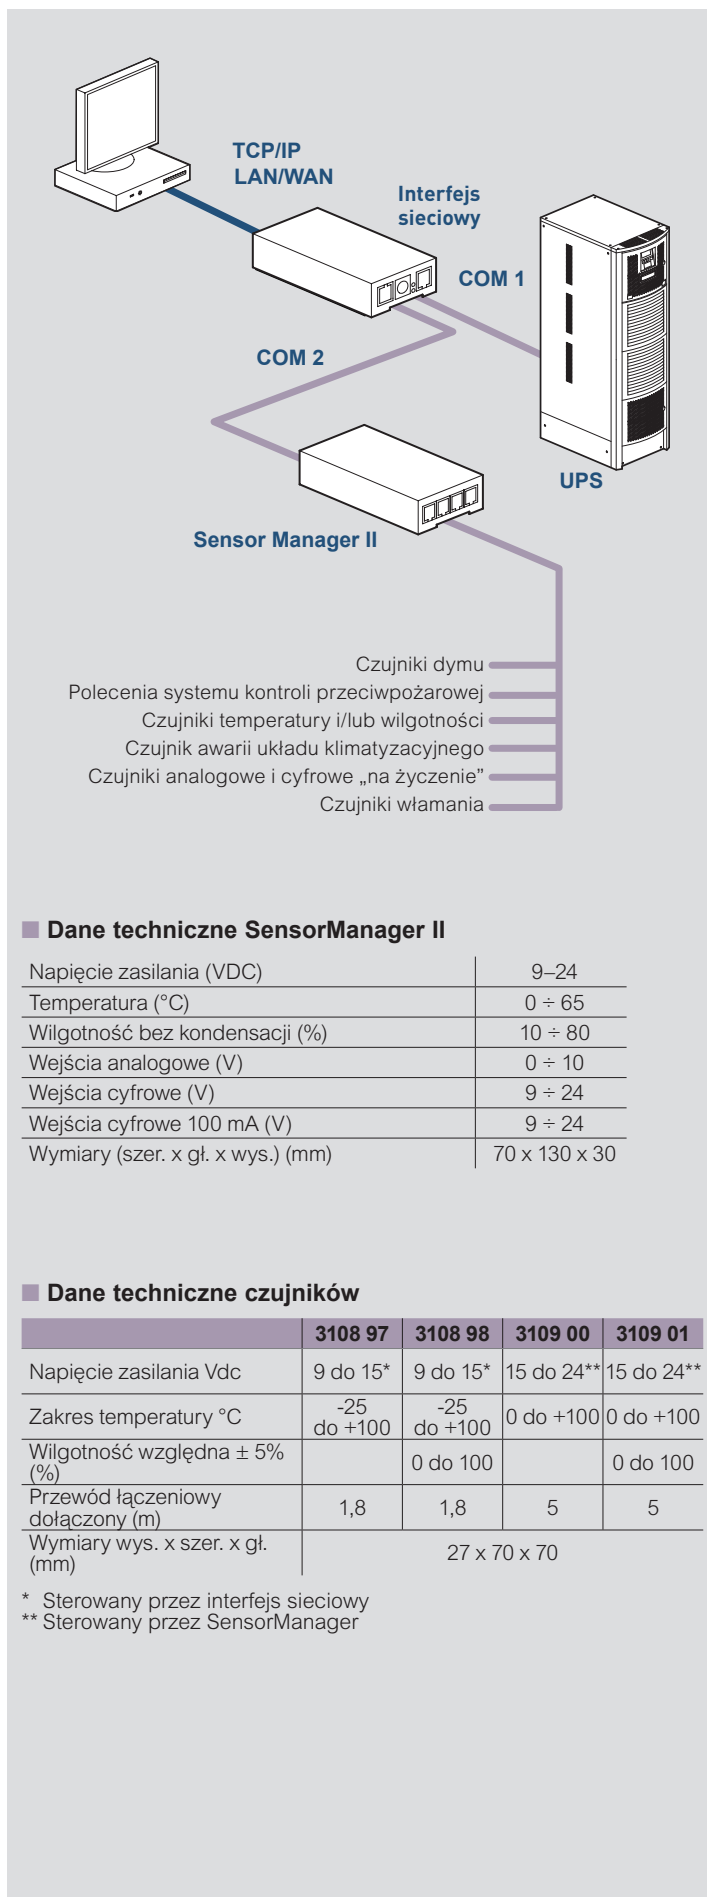 TCP/IP
LAN/WAN
Interfejs
sieciowy
COM 1
COM 2
UPS
Sensor Manager II
Czujniki dymu
Polecenia systemu kontroli przeciwpożarowej
Czujniki temperatury i/lub wilgotności
Czujnik awarii układu klimatyzacyjnego
Czujniki analogowe i cyfrowe „na życzenie”
Czujniki włamania
Dane techniczne SensorManager II
Napięcie zasilania (VDC) 9–24
Temperatura (°C) 0 ÷ 65
Wilgotność bez kondensacji (%) 10 ÷ 80
Wejścia analogowe (V) 0 ÷ 10
Wejścia cyfrowe (V) 9 ÷ 24
Wejścia cyfrowe 100 mA (V) 9 ÷ 24
Wymiary (szer. x gł. x wys.) (mm) 70 x 130 x 30
Dane techniczne czujników
3108 97 3108 98 3109 00 3109 01
Napięcie zasilania Vdc 9 do 15* 9 do 15* 15 do 24** 15 do 24**
Zakres temperatury °C -25 do +100 -25 do +100 0 do +100 0 do +100
Wilgotność względna ± 5%
(%) 0 do 100 0 do 100
Przewód łączeniowy
dołączony (m) 1,8 1,8 5 5
Wymiary wys. x szer. x gł.
(mm) 27 x 70 x 70
* Sterowany przez interfejs sieciowy
** Sterowany przez SensorManager